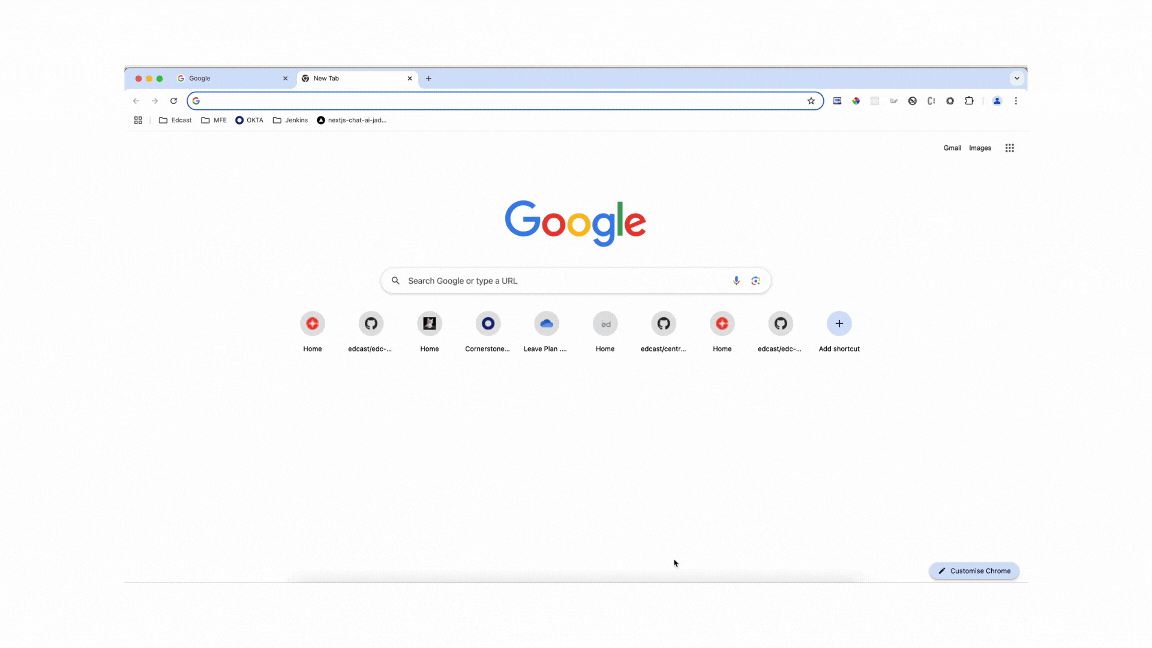 Google
New Tab
Edcast
MFE
OKTA
Jenkins
nextjs-chat-ai-jad...
Gmail
Images
Google
Search Google or type a URL
ed
Home
edcast/edc-...
Home
Cornerstone...
Leave Plan ....
Home
edcast/centr...
Home
edcast/edc-...
Add shortcut
Customise Chrome